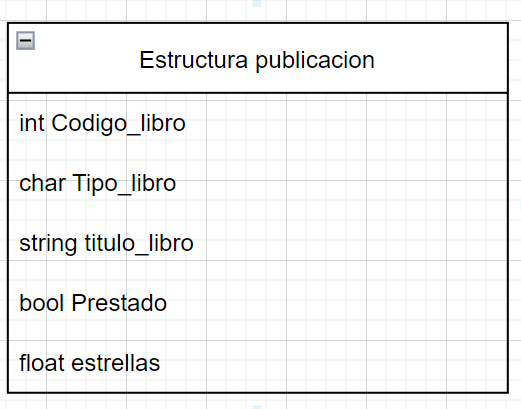 Estructura publicacion
int Codigo_libro
char Tipo_libro
string titulo_libro
bool Prestado
float estrellas